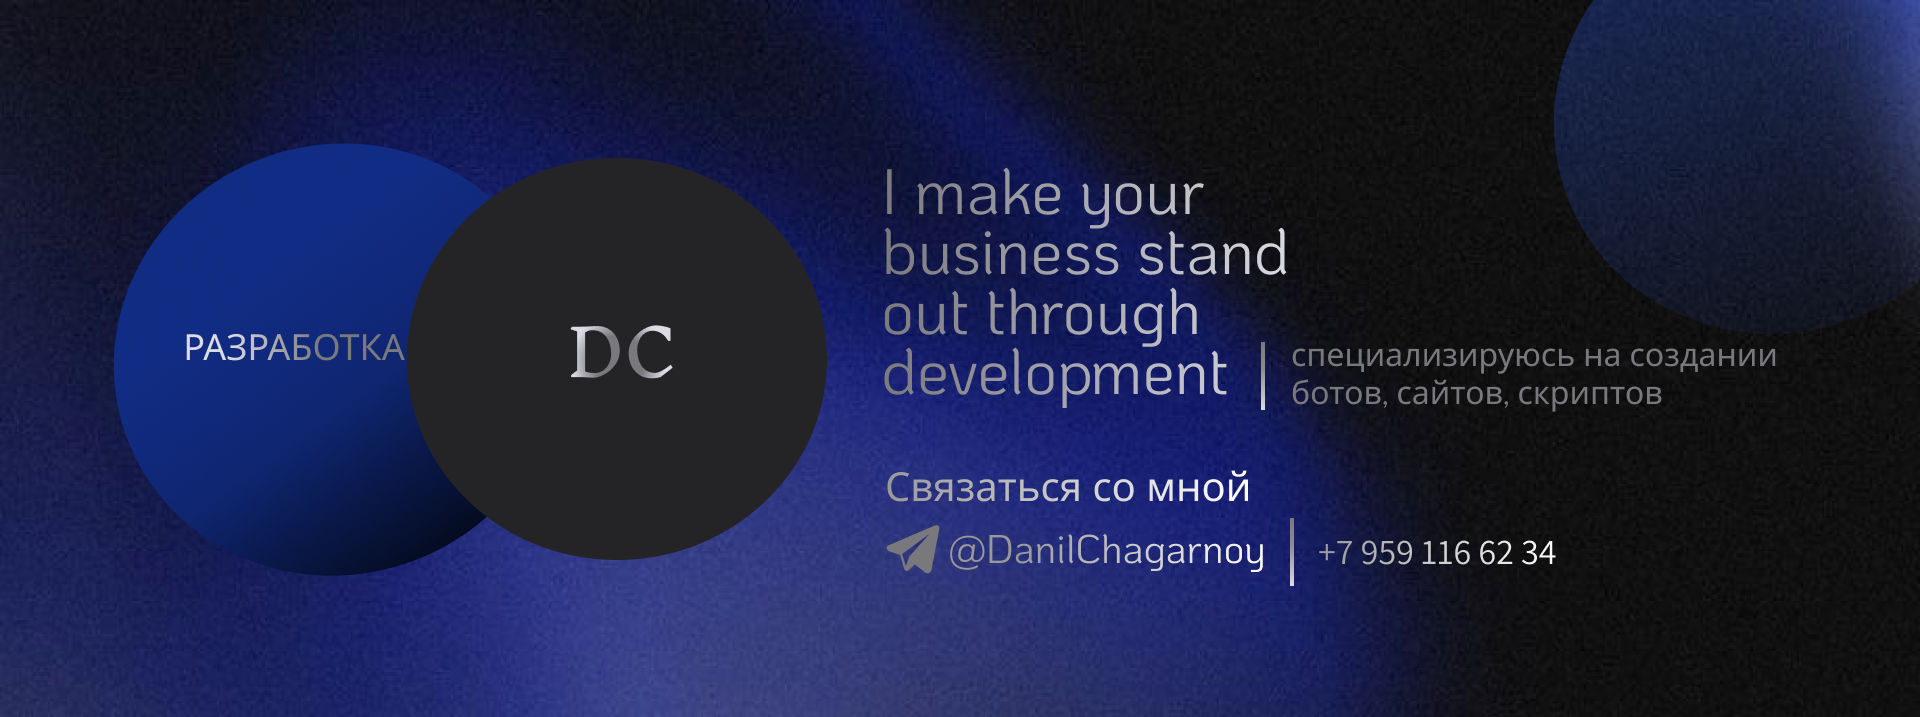 РАЗРАБОТКА
DC
I make your
business stand
out through
development
специализируюсь на создании
ботов, сайтов, скриптов
Связаться со мной
@DanilChagarnoy
+7 959 116 62 34